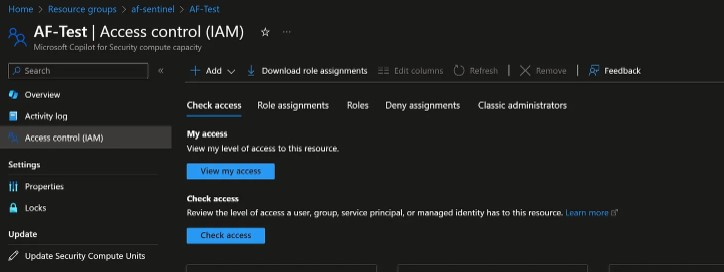 Home > Resource groups > af-sentinel > AF-Test
AF-Test | Access control (IAM) ☆ ···
Microsoft Copilot for Security compute capacity
Search «
+ Add Download role assignments Edit columns Refresh | Remove | Feedback
Overview
Activity log
Access control (IAM)
Settings
Properties
Locks
Update
Update Security Compute Units
Check access Role assignments Roles Deny assignments Classic administrators
My access
View my level of access to this resource.
View my access
Check access
Review the level of access a user, group, service principal, or managed identity has to this resource. Learn more
Check access